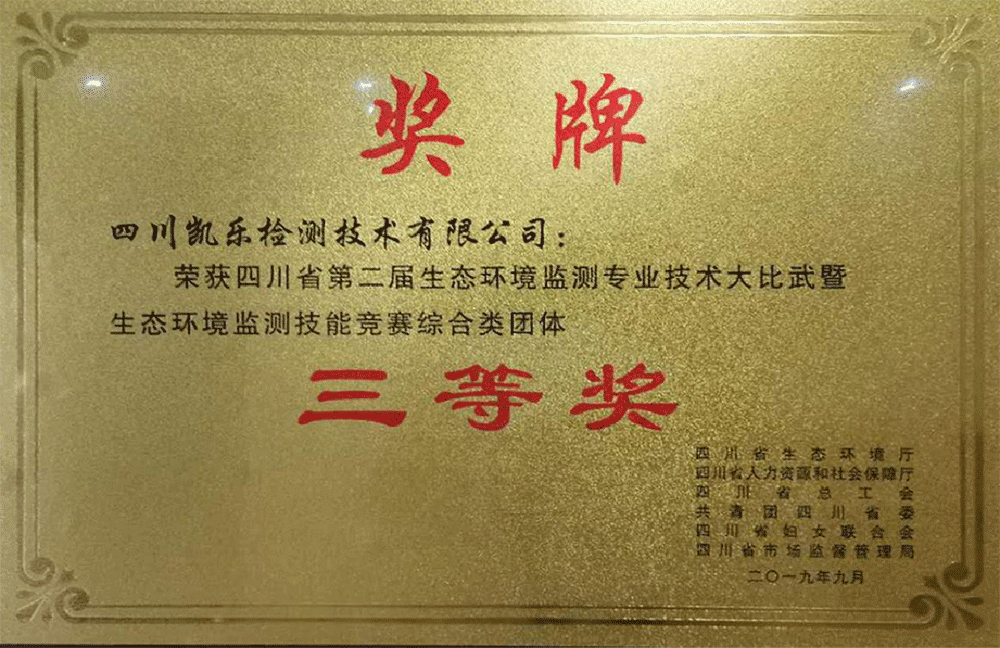 奖牌
四川凯乐检测技术有限公司：
荣获四川省第二届生态环境监测专业技术大比武暨
生态环境监测技能竞赛综合类团体
三等奖
四川省生态环境厅
四川省人力资源和社会保障厅
四川省总工会
共青团四川省委
四川省妇女联合会
四川省市场监督管理局
二〇一九年九月